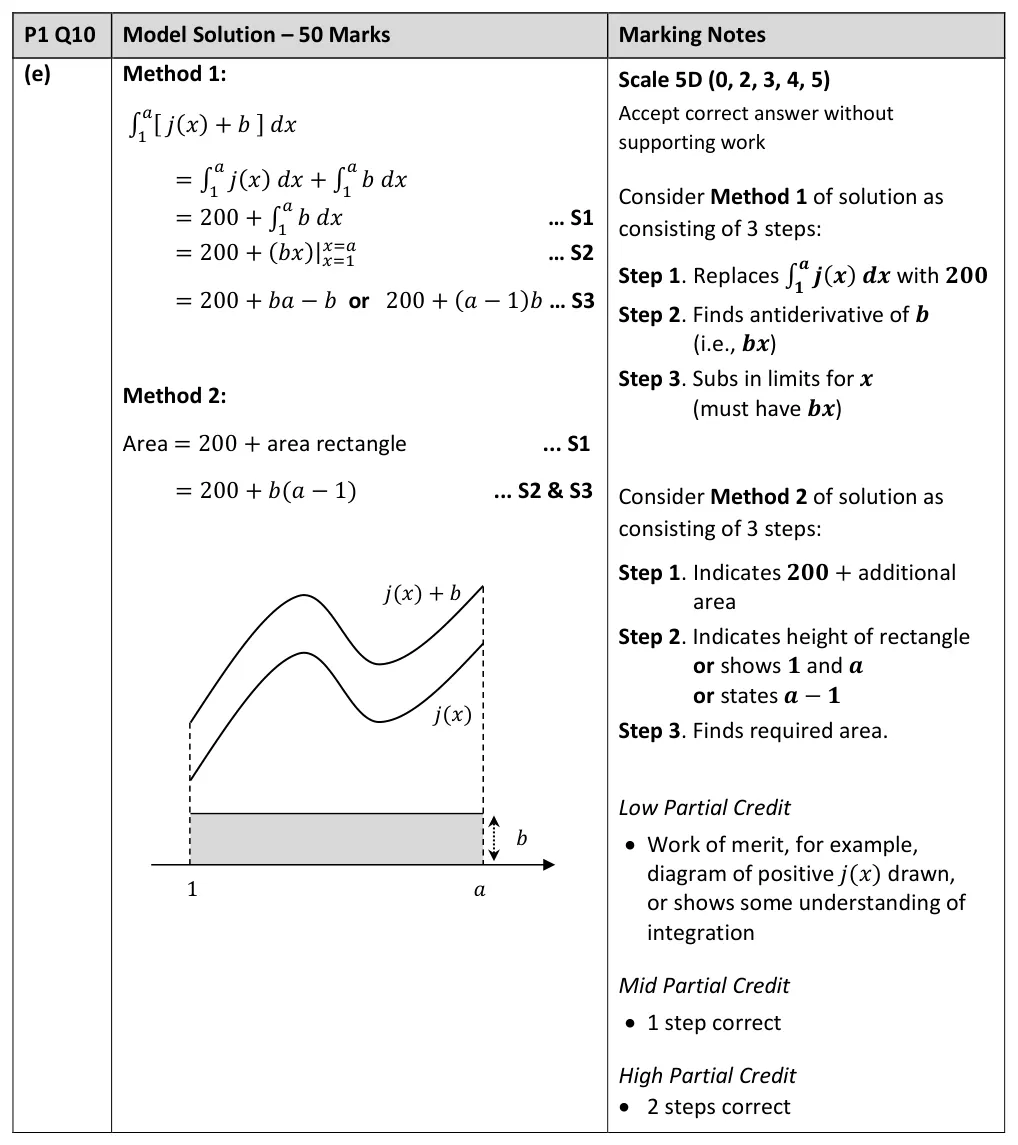 P1 Q10 Model Solution – 50 Marks Marking Notes
(e)
Method 1:
∫₁ᵃ[ j(x) + b ] dx
= ∫₁ᵃ j(x) dx + ∫₁ᵃ b dx
= 200 + ∫₁ᵃ b dx … S1
= 200 + (bx)|ₓ₌₁ˣ⁼ᵃ … S2
= 200 + ba − b or 200 + (a − 1)b … S3
Method 2:
Area = 200 + area rectangle ... S1
= 200 + b(a − 1) ... S2 & S3
j(x) + b
j(x)
b
1 a
Scale 5D (0, 2, 3, 4, 5)
Accept correct answer without
supporting work
Consider Method 1 of solution as
consisting of 3 steps:
Step 1. Replaces ∫₁ᵃ j(x) dx with 200
Step 2. Finds antiderivative of b
(i.e., bx)
Step 3. Subs in limits for x
(must have bx)
Consider Method 2 of solution as
consisting of 3 steps:
Step 1. Indicates 200 + additional
area
Step 2. Indicates height of rectangle
or shows 1 and a
or states a − 1
Step 3. Finds required area.
Low Partial Credit
• Work of merit, for example,
diagram of positive j(x) drawn,
or shows some understanding of
integration
Mid Partial Credit
• 1 step correct
High Partial Credit
• 2 steps correct